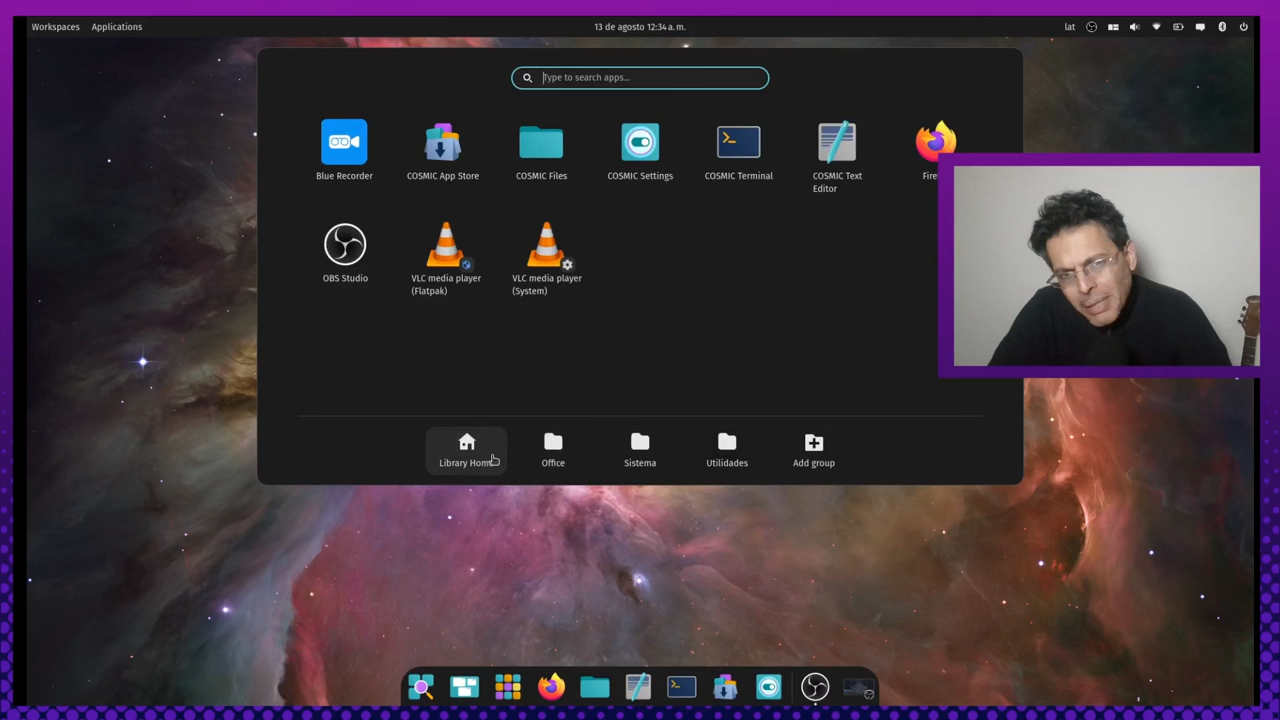 Workspaces Applications 13 de agosto 12:34 a. m. lat
Type to search apps...
Blue Recorder COSMIC App Store COSMIC Files COSMIC Settings COSMIC Terminal COSMIC Text Editor Fire
OBS Studio VLC media player (Flatpak) VLC media player (System)
Library Home Office Sistema Utilidades Add group